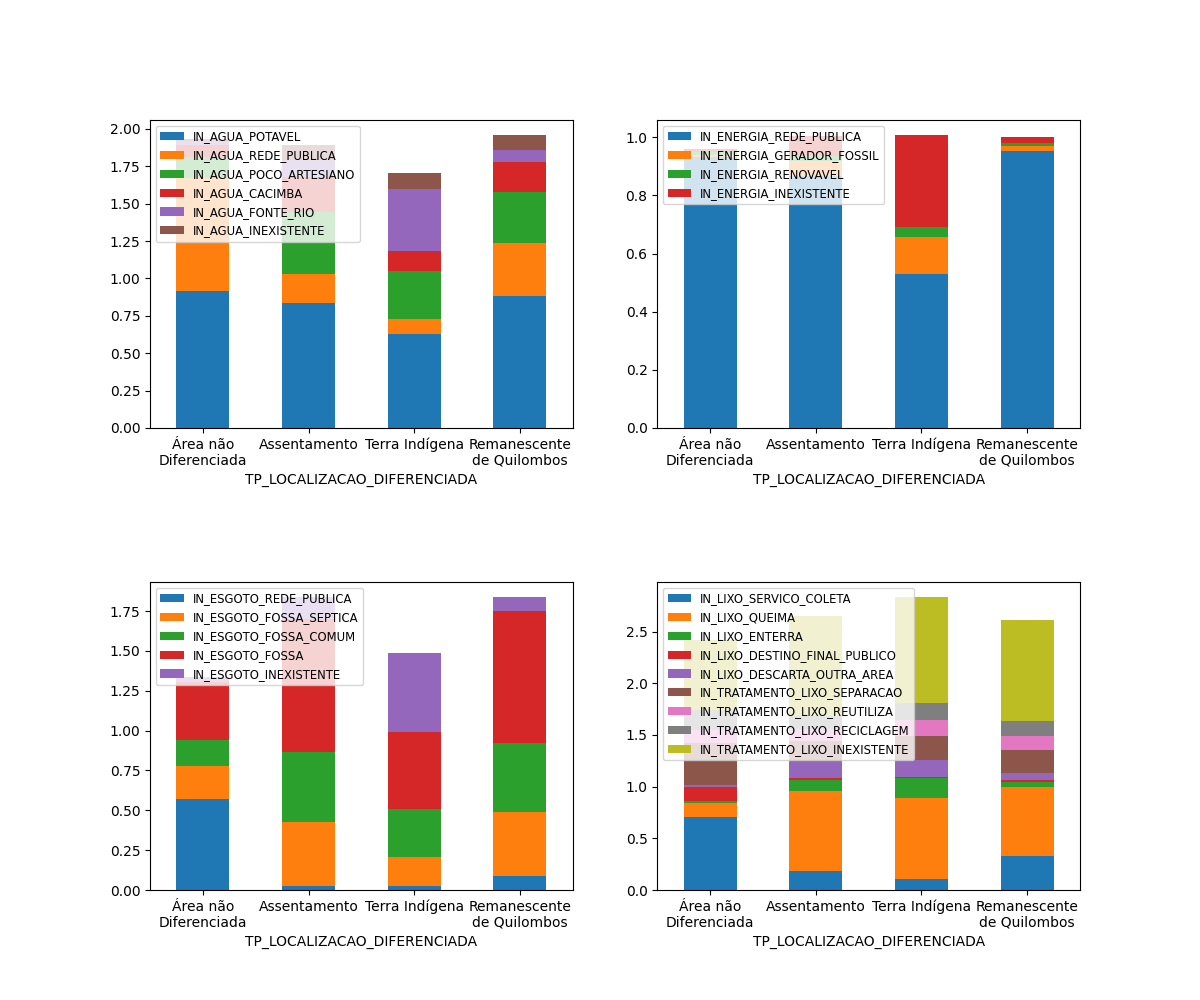 2.00
1.75
1.50
1.25
1.00
0.75
0.50
0.25
0.00
IN_AGUA_POTAVEL
IN_AGUA_REDE_PUBLICA
IN_AGUA_POCO_ARTESIANO
IN_AGUA_CACIMBA
IN_AGUA_FONTE_RIO
IN_AGUA_INEXISTENTE
Área não
Diferenciada
Assentamento
Terra Indígena
Remanescente
de Quilombos
TP_LOCALIZACAO_DIFERENCIADA
1.0
0.8
0.6
0.4
0.2
0.0
IN_ENERGIA_REDE_PUBLICA
IN_ENERGIA_GERADOR_FOSSIL
IN_ENERGIA_RENOVAVEL
IN_ENERGIA_INEXISTENTE
Área não
Diferenciada
Assentamento
Terra Indígena
Remanescente
de Quilombos
TP_LOCALIZACAO_DIFERENCIADA
1.75
1.50
1.25
1.00
0.75
0.50
0.25
0.00
IN_ESGOTO_REDE_PUBLICA
IN_ESGOTO_FOSSA_SEPTICA
IN_ESGOTO_FOSSA_COMUM
IN_ESGOTO_FOSSA
IN_ESGOTO_INEXISTENTE
Área não
Diferenciada
Assentamento
Terra Indígena
Remanescente
de Quilombos
TP_LOCALIZACAO_DIFERENCIADA
2.5
2.0
1.5
1.0
0.5
0.0
IN_LIXO_SERVICO_COLETA
IN_LIXO_QUEIMA
IN_LIXO_ENTERRA
IN_LIXO_DESTINO_FINAL_PUBLICO
IN_LIXO_DESCARTA_OUTRA_AREA
IN_TRATAMENTO_LIXO_SEPARACAO
IN_TRATAMENTO_LIXO_REUTILIZA
IN_TRATAMENTO_LIXO_RECICLAGEM
IN_TRATAMENTO_LIXO_INEXISTENTE
Área não
Diferenciada
Assentamento
Terra Indígena
Remanescente
de Quilombos
TP_LOCALIZACAO_DIFERENCIADA